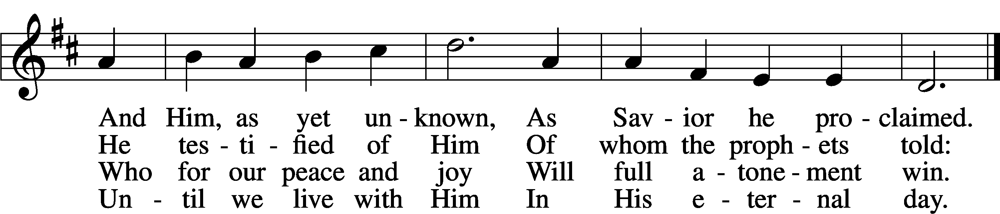 And Him, as yet un - known, As Sav - ior he pro - claimed.
He tes - ti - fied of Him Of whom the proph - ets told:
Who for our peace and joy Will full a - tone - ment win.
Un - til we live with Him In His e - ter - nal day.